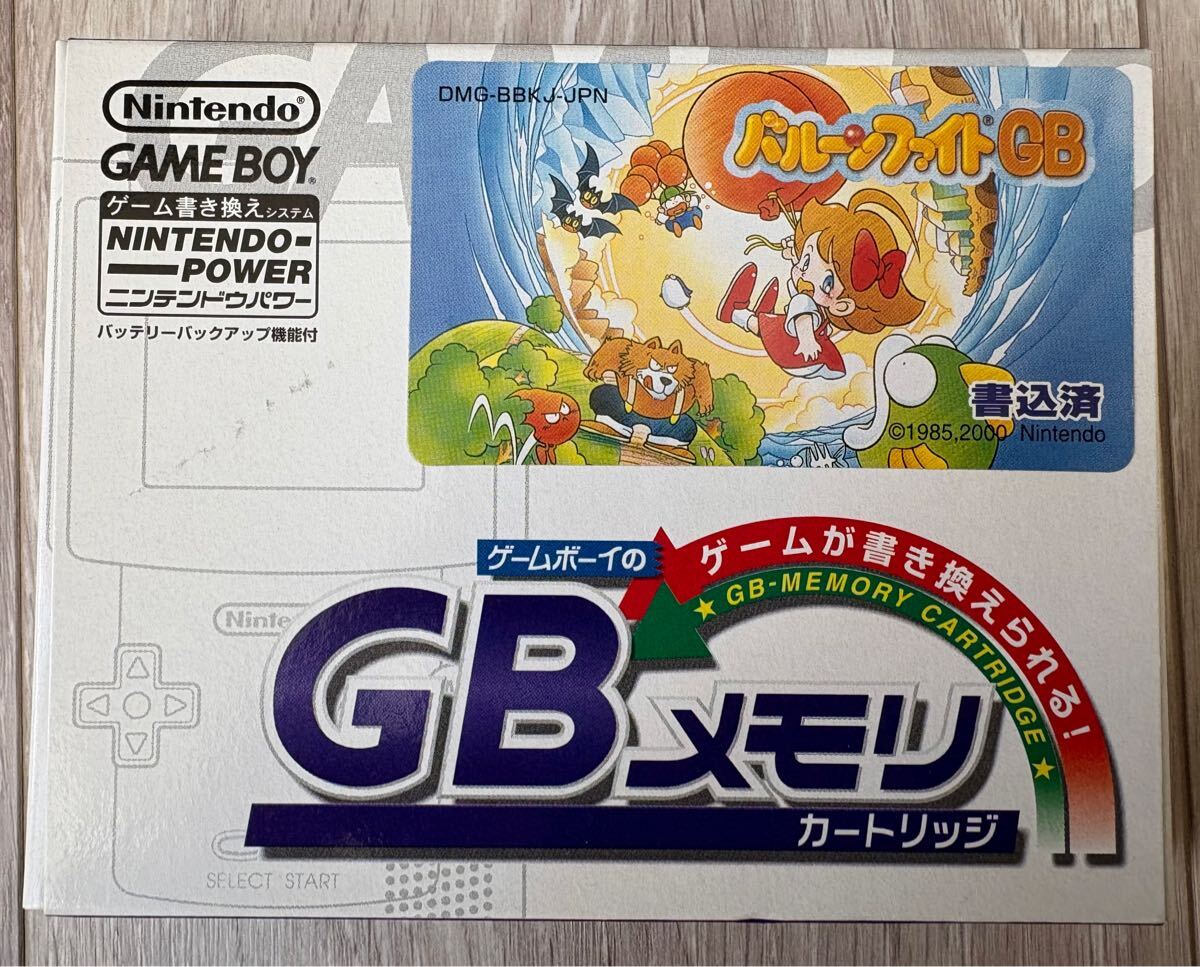 Nintendo®
GAME BOY®
ゲーム書き換えシステム
NINTENDO-
POWER
ニンテンドウパワー
バッテリーバックアップ機能付
DMG-BBKJ-JPN
バルーンファイト®GB
書込済
©1985,2000 Nintendo
ゲームボーイの
ゲームが書き換えられる!
★ GB-MEMORY CARTRIDGE ★
GBメモリ
カートリッジ
Ninte
SELECT START